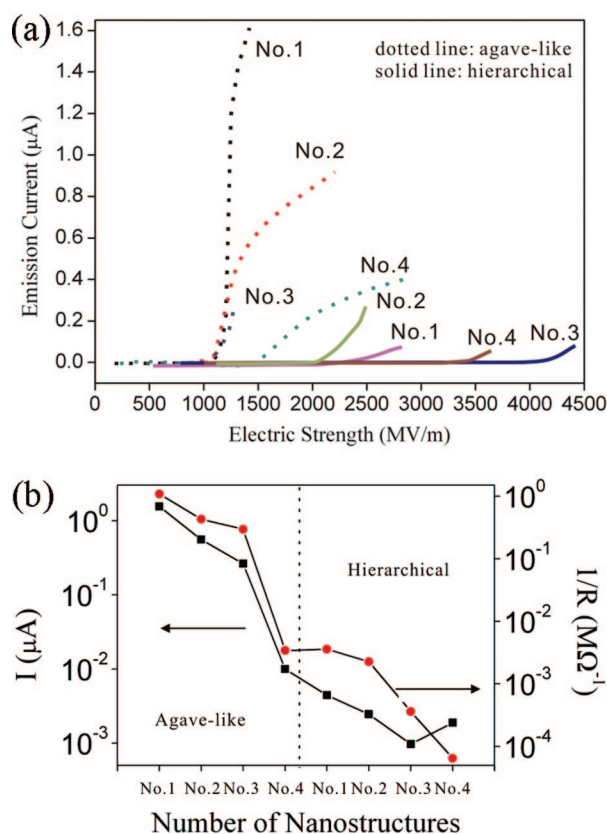 (a)
1.6
1.4
1.2
1.0
0.8
0.6
0.4
0.2
0.0
Emission Current (μA)
dotted line: agave-like
solid line: hierarchical
No.1
No.2
No.3
No.4
No.2
No.1
No.4
No.3
0 500 1000 1500 2000 2500 3000 3500 4000 4500
Electric Strength (MV/m)
(b)
10⁰
10⁻¹
10⁻²
10⁻³
I (μA)
Agave-like
Hierarchical
10⁰
10⁻¹
10⁻²
10⁻³
10⁻⁴
1/R (MΩ⁻¹)
No.1 No.2 No.3 No.4 No.1 No.2 No.3 No.4
Number of Nanostructures